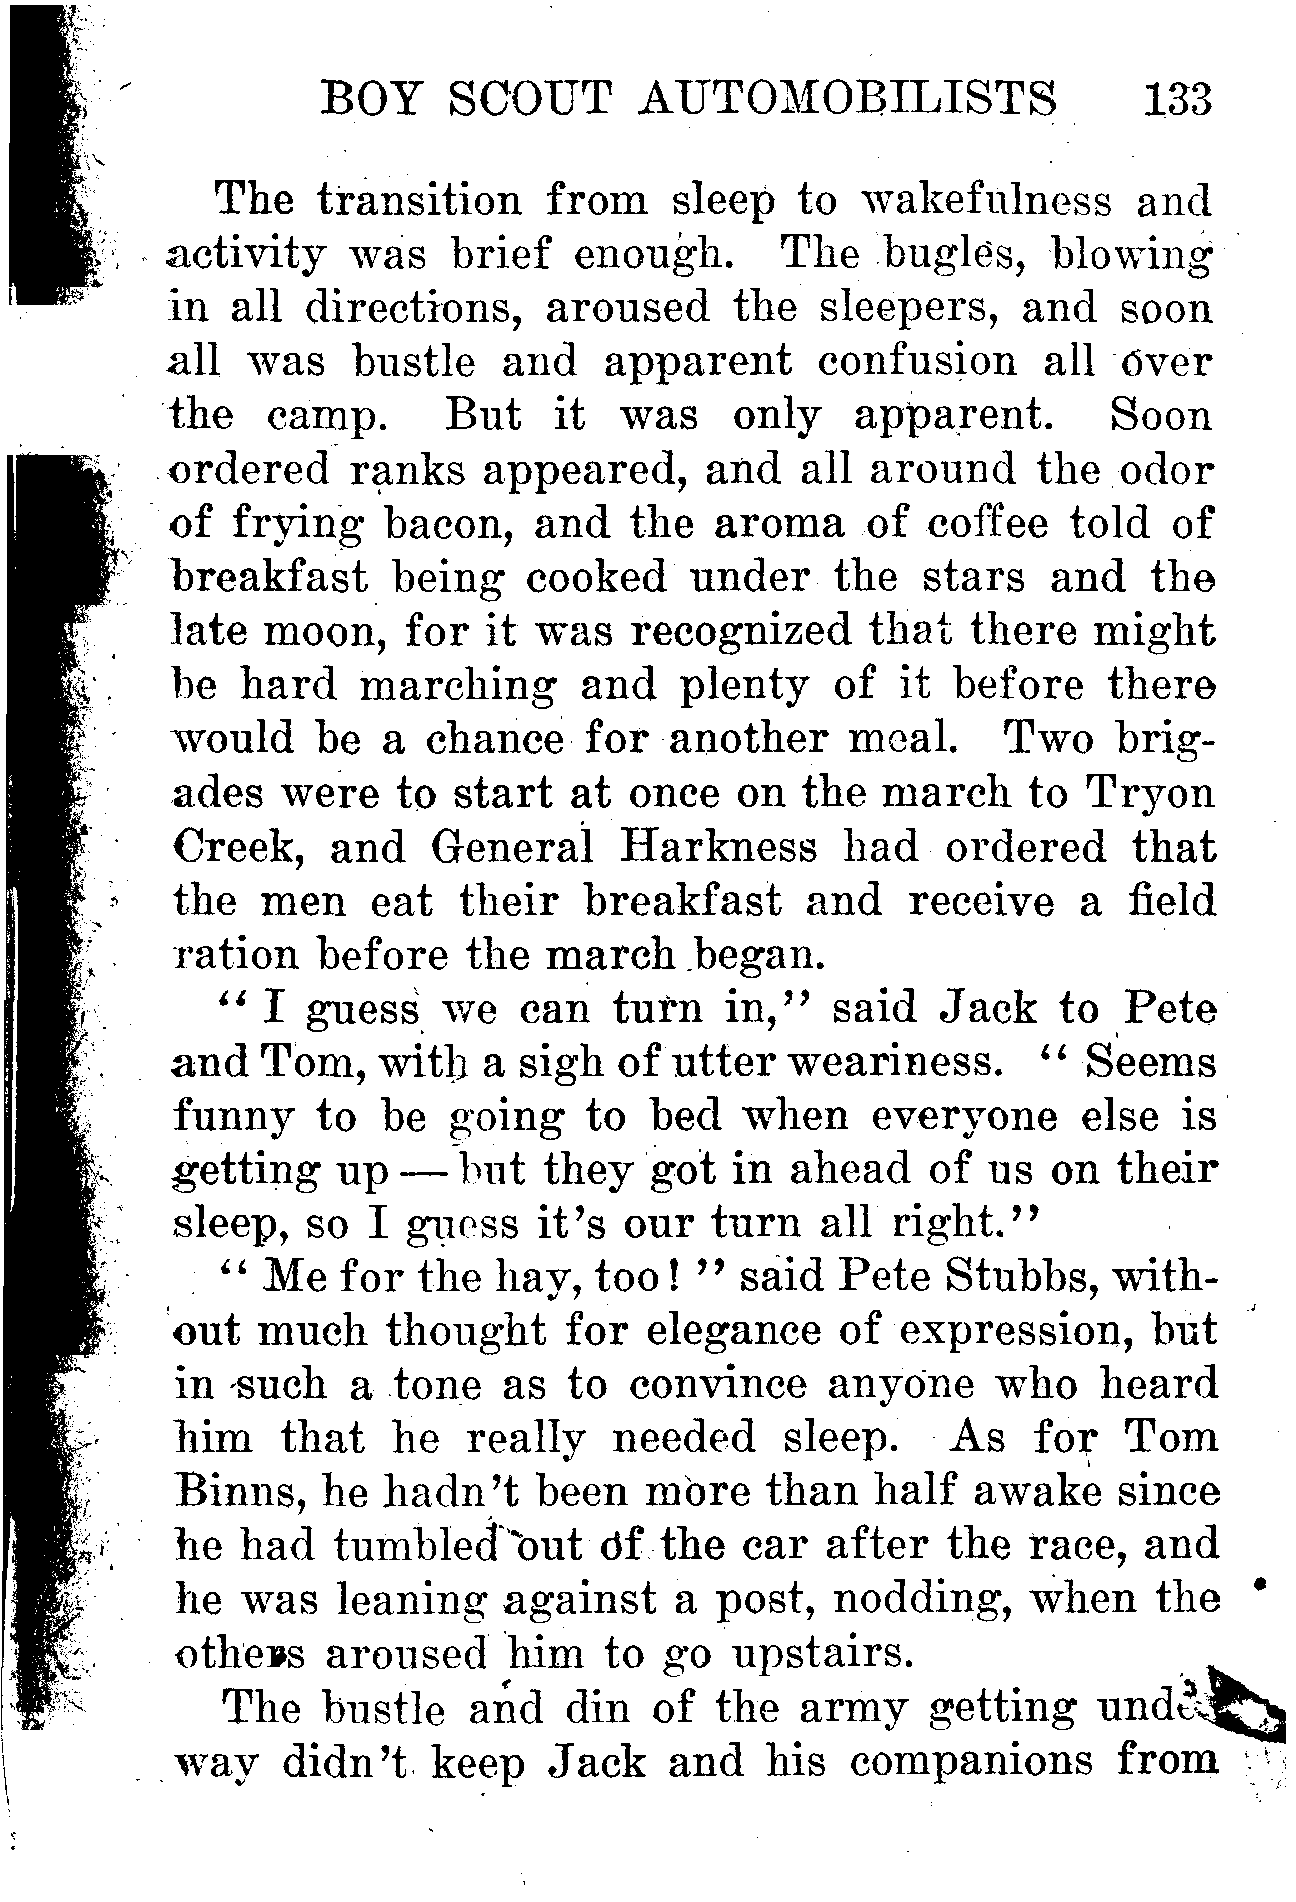 BOY SCOUT AUTOMOBILISTS 133
The transition from sleep to wakefulness and
activity was brief enough. The bugles, blowing
in all directions, aroused the sleepers, and soon
all was bustle and apparent confusion all over
the camp. But it was only apparent. Soon
ordered ranks appeared, and all around the odor
of frying bacon, and the aroma of coffee told of
breakfast being cooked under the stars and the
late moon, for it was recognized that there might
be hard marching and plenty of it before there
would be a chance for another meal. Two brig-
ades were to start at once on the march to Tryon
Creek, and General Harkness had ordered that
the men eat their breakfast and receive a field
ration before the march began.
“ I guess we can turn in,” said Jack to Pete
and Tom, with a sigh of utter weariness. “ Seems
funny to be going to bed when everyone else is
getting up — but they got in ahead of us on their
sleep, so I guess it’s our turn all right.”
“ Me for the hay, too! ” said Pete Stubbs, with-
out much thought for elegance of expression, but
in such a tone as to convince anyone who heard
him that he really needed sleep. As for Tom
Binns, he hadn’t been more than half awake since
he had tumbled out of the car after the race, and
he was leaning against a post, nodding, when the
others aroused him to go upstairs.
The bustle and din of the army getting under
way didn’t keep Jack and his companions from